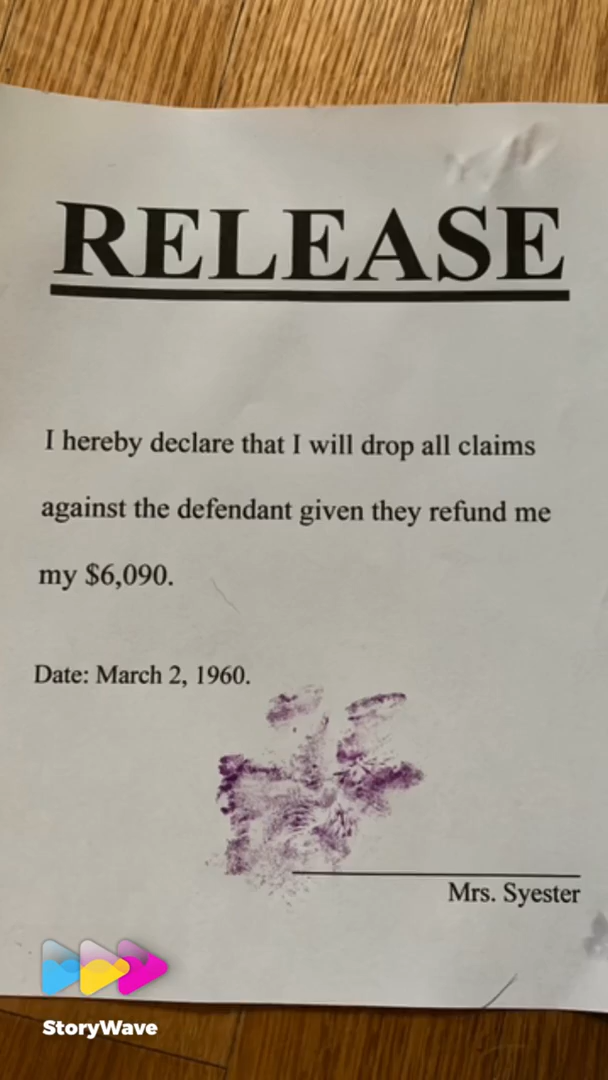 RELEASE
I hereby declare that I will drop all claims
against the defendant given they refund me
my $6,090.
Date: March 2, 1960.
Mrs. Syester
StoryWave